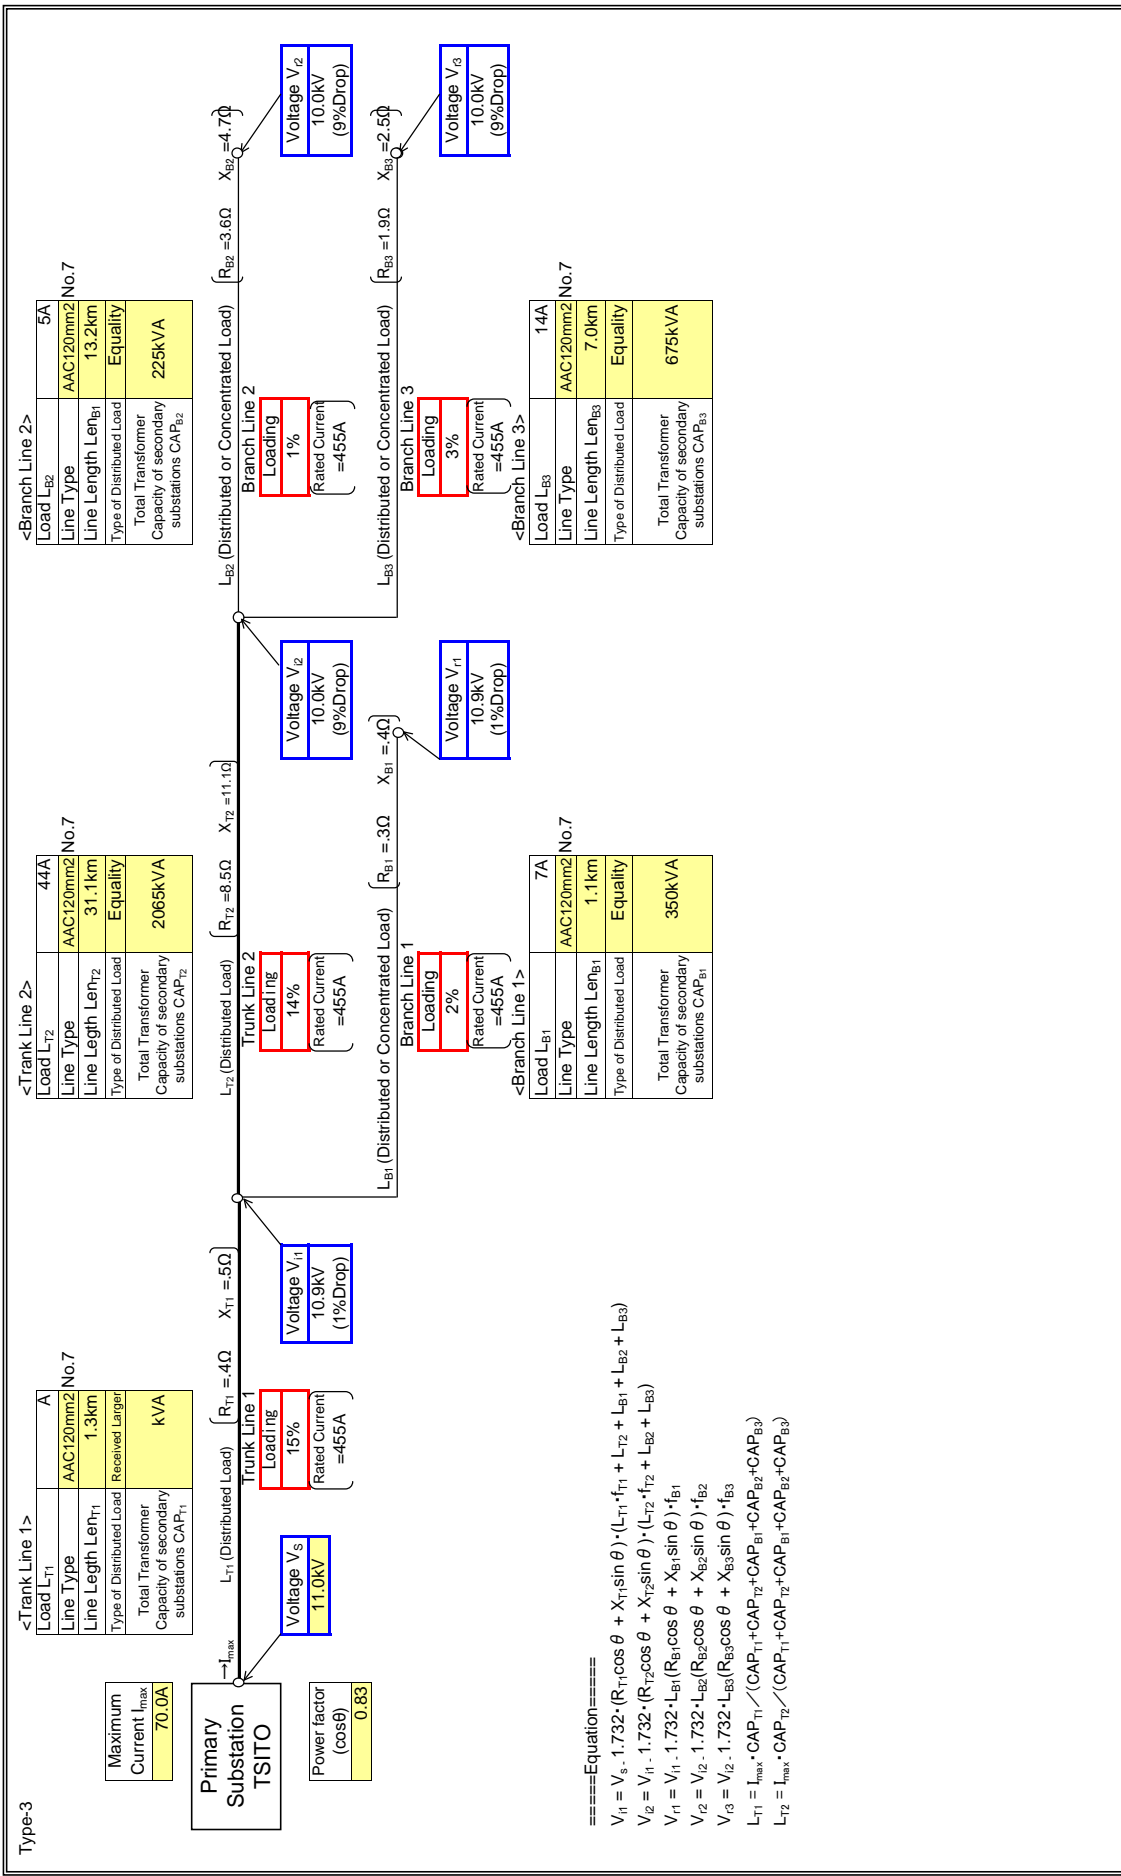 Type-3
Maximum
Current Imax
70.0A
Primary
Substation
TSITO
Power factor
(cosθ)
0.83
→Imax
Voltage VS
11.0kV
<Trank Line 1>
Load LT1 A
Line Type AAC120mm2 No.7
Line Legth LenT1 1.3km
Type of Distributed Load Received Larger
Total Transformer
Capacity of secondary
substations CAPT1
kVA
LT1 (Distributed Load)
RT1 =.4Ω XT1 =.5Ω
Trunk Line 1
Loading
15%
Rated Current
=455A
Voltage Vi1
10.9kV
(1%Drop)
<Trank Line 2>
Load LT2 44A
Line Type AAC120mm2 No.7
Line Legth LenT2 31.1km
Type of Distributed Load Equality
Total Transformer
Capacity of secondary
substations CAPT2
2065kVA
LT2 (Distributed Load)
RT2 =8.5Ω XT2 =11.1Ω
Trunk Line 2
Loading
14%
Rated Current
=455A
Voltage Vi2
10.0kV
(9%Drop)
LB1 (Distributed or Concentrated Load)
RB1 =.3Ω XB1 =.4Ω
Branch Line 1
Loading
2%
Rated Current
=455A
Voltage Vr1
10.9kV
(1%Drop)
<Branch Line 1>
Load LB1 7A
Line Type AAC120mm2 No.7
Line Length LenB1 1.1km
Type of Distributed Load Equality
Total Transformer
Capacity of secondary
substations CAPB1
350kVA
<Branch Line 2>
Load LB2 5A
Line Type AAC120mm2 No.7
Line Length LenB1 13.2km
Type of Distributed Load Equality
Total Transformer
Capacity of secondary
substations CAPB2
225kVA
LB2 (Distributed or Concentrated Load)
RB2 =3.6Ω XB2 =4.7Ω
Branch Line 2
Loading
1%
Rated Current
=455A
Voltage Vr2
10.0kV
(9%Drop)
LB3 (Distributed or Concentrated Load)
RB3 =1.9Ω XB3 =2.5Ω
Branch Line 3
Loading
3%
Rated Current
=455A
Voltage Vr3
10.0kV
(9%Drop)
<Branch Line 3>
Load LB3 14A
Line Type AAC120mm2 No.7
Line Length LenB3 7.0km
Type of Distributed Load Equality
Total Transformer
Capacity of secondary
substations CAPB3
675kVA
=====Equation=====
Vi1 = Vs - 1.732・(RT1cosθ + XT1sinθ)・(LT1・fT1 + LT2 + LB1 + LB2 + LB3)
Vi2 = Vi1 - 1.732・(RT2cosθ + XT2sinθ)・(LT2・fT2 + LB2 + LB3)
Vr1 = Vi1 - 1.732・LB1(RB1cosθ + XB1sinθ)・fB1
Vr2 = Vi2 - 1.732・LB2(RB2cosθ + XB2sinθ)・fB2
Vr3 = Vi2 - 1.732・LB3(RB3cosθ + XB3sinθ)・fB3
LT1 = Imax・CAPT1／(CAPT1+CAPT2+CAPB1+CAPB2+CAPB3)
LT2 = Imax・CAPT2／(CAPT1+CAPT2+CAPB1+CAPB2+CAPB3)